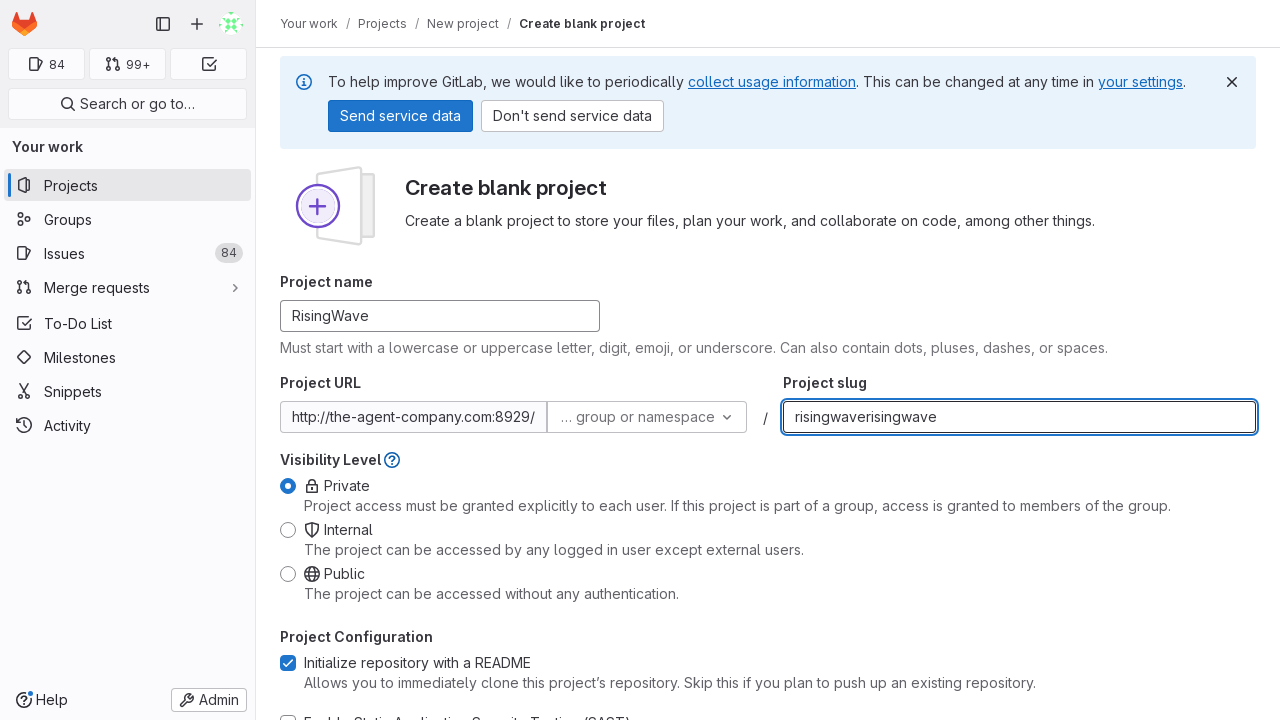 Your work / Projects / New project / Create blank project
84
99+
Search or go to…
Your work
Projects
Groups
Issues 84
Merge requests
To-Do List
Milestones
Snippets
Activity
Help
Admin
To help improve GitLab, we would like to periodically collect usage information. This can be changed at any time in your settings.
Send service data
Don't send service data
Create blank project
Create a blank project to store your files, plan your work, and collaborate on code, among other things.
Project name
RisingWave
Must start with a lowercase or uppercase letter, digit, emoji, or underscore. Can also contain dots, pluses, dashes, or spaces.
Project URL
http://the-agent-company.com:8929/
… group or namespace
/
Project slug
risingwaverisingwave
Visibility Level
Private
Project access must be granted explicitly to each user. If this project is part of a group, access is granted to members of the group.
Internal
The project can be accessed by any logged in user except external users.
Public
The project can be accessed without any authentication.
Project Configuration
Initialize repository with a README
Allows you to immediately clone this project’s repository. Skip this if you plan to push up an existing repository.
Enable Static Application Security Testing (SAST)